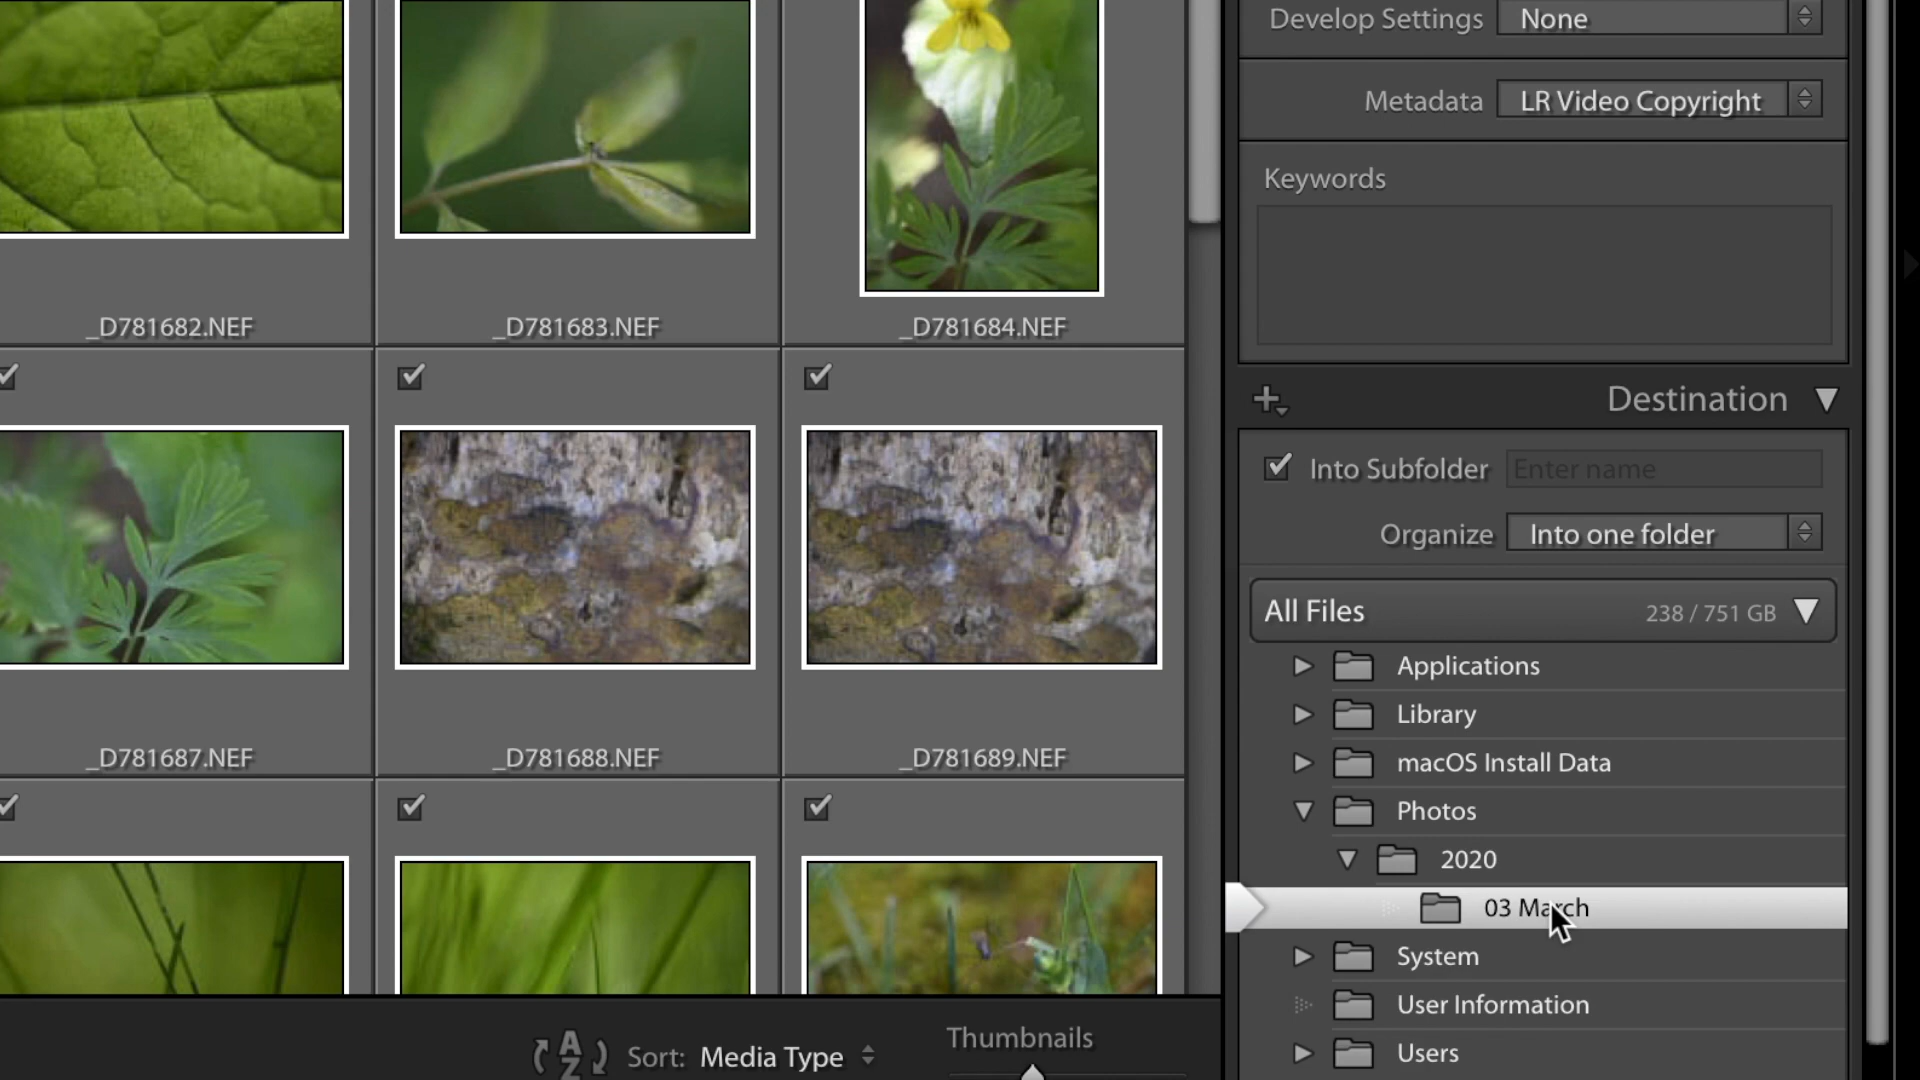 _D781682.NEF
_D781683.NEF
_D781684.NEF
_D781687.NEF
_D781688.NEF
_D781689.NEF
Sort: Media Type
Thumbnails
Develop Settings None
Metadata LR Video Copyright
Keywords
Destination
Into Subfolder Enter name
Organize Into one folder
All Files 238 / 751 GB
Applications
Library
macOS Install Data
Photos
2020
03 March
System
User Information
Users